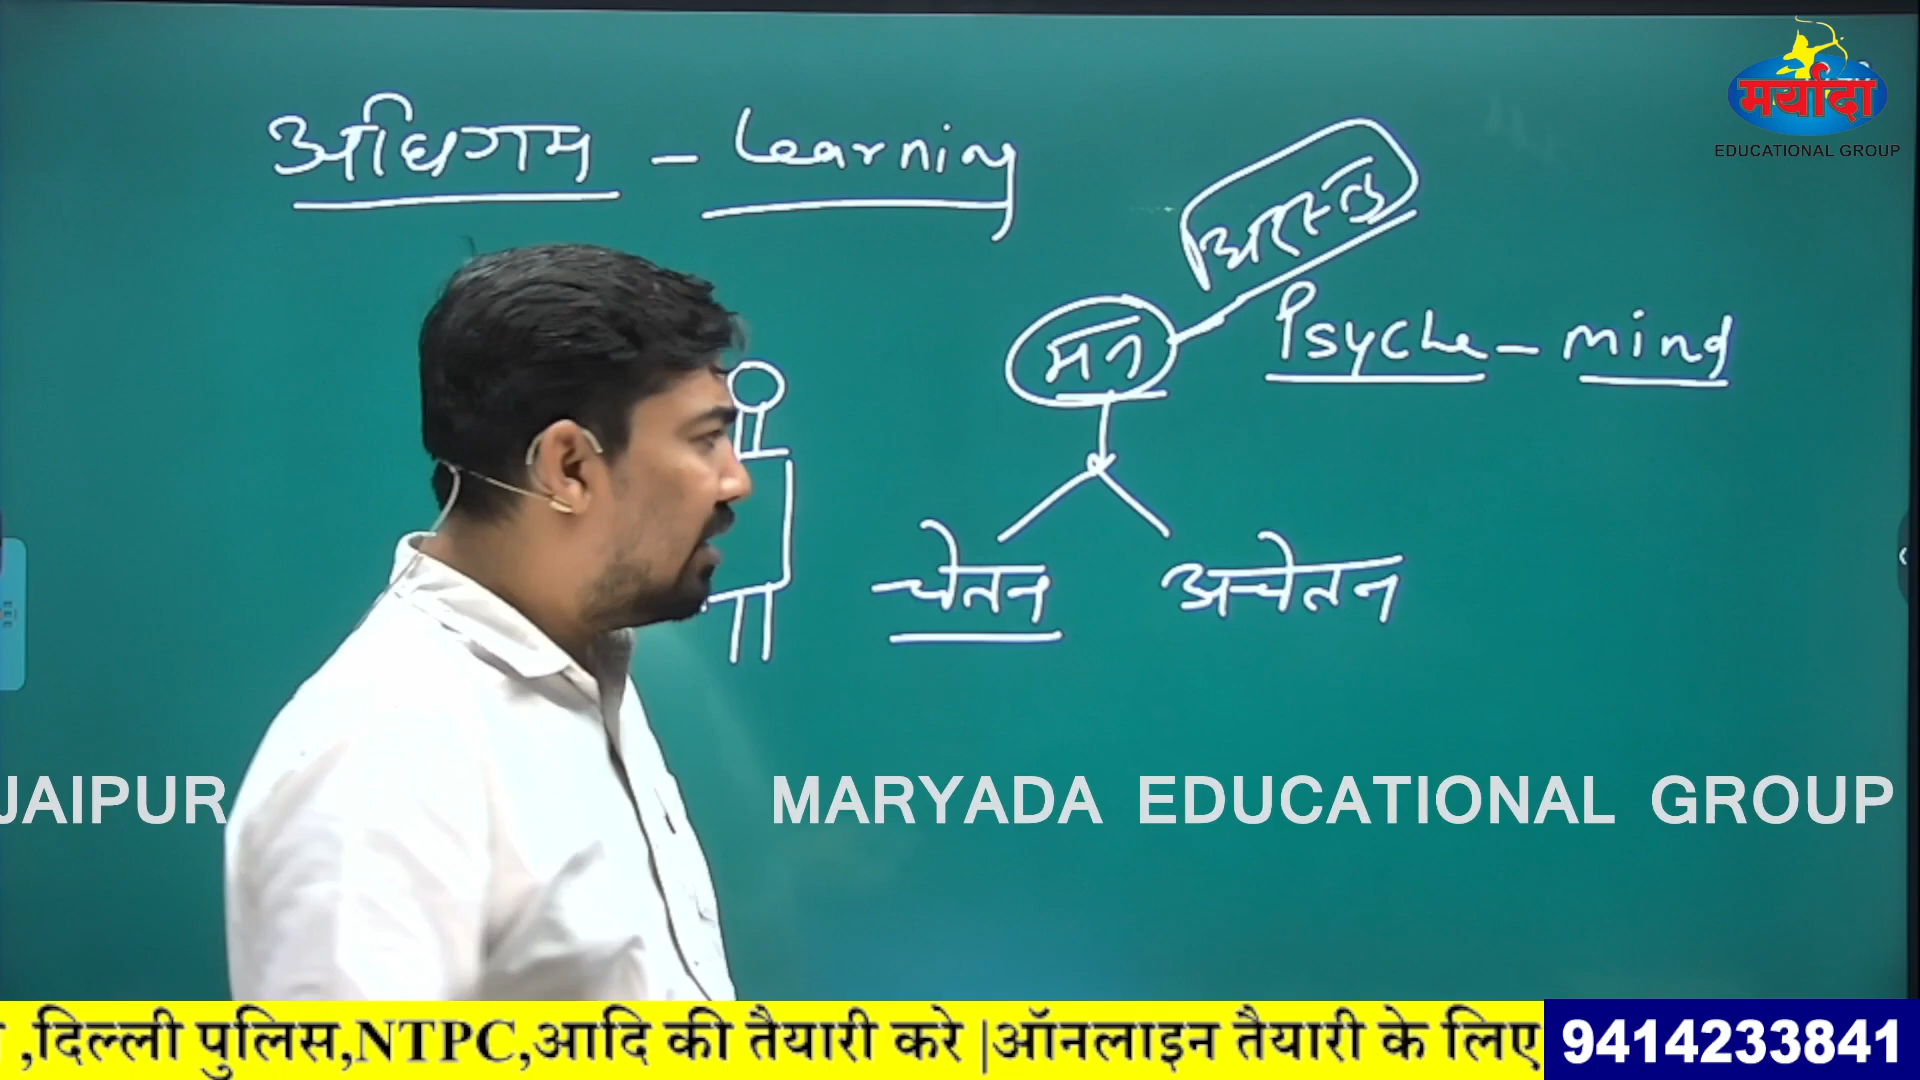 मर्यादा
EDUCATIONAL GROUP
अधिगम - Learning
अरस्तु
मन
Psyche - mind
चेतन
अचेतन
JAIPUR
MARYADA EDUCATIONAL GROUP
,दिल्ली पुलिस,NTPC,आदि की तैयारी करे |ऑनलाइन तैयारी के लिए
9414233841